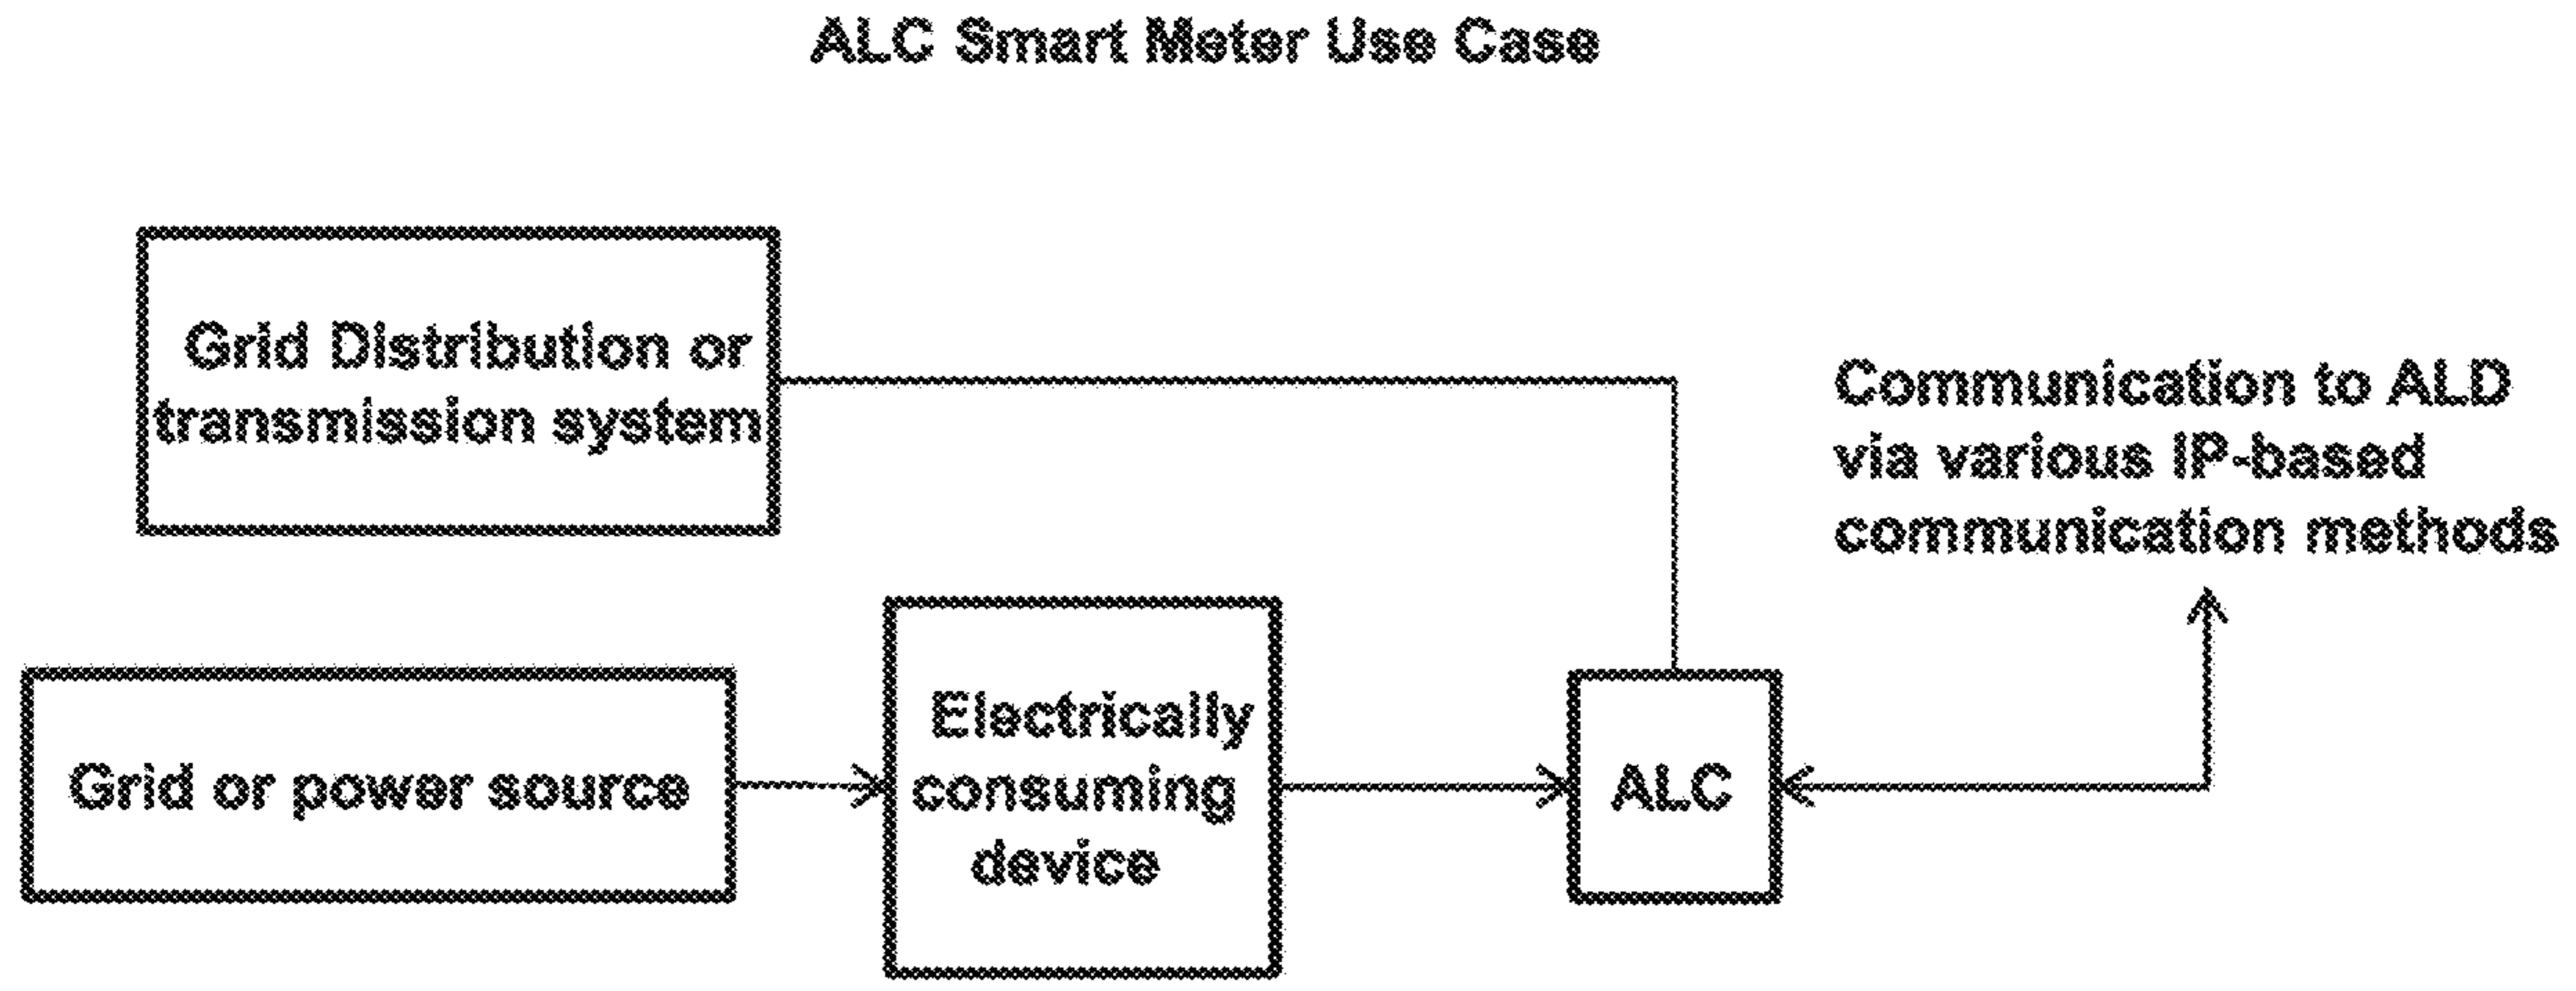 ALC Smart Meter Use Case
Grid Distribution or
transmission system
Communication to ALD
via various IP-based
communication methods
Grid or power source
Electrically
consuming
device
ALC